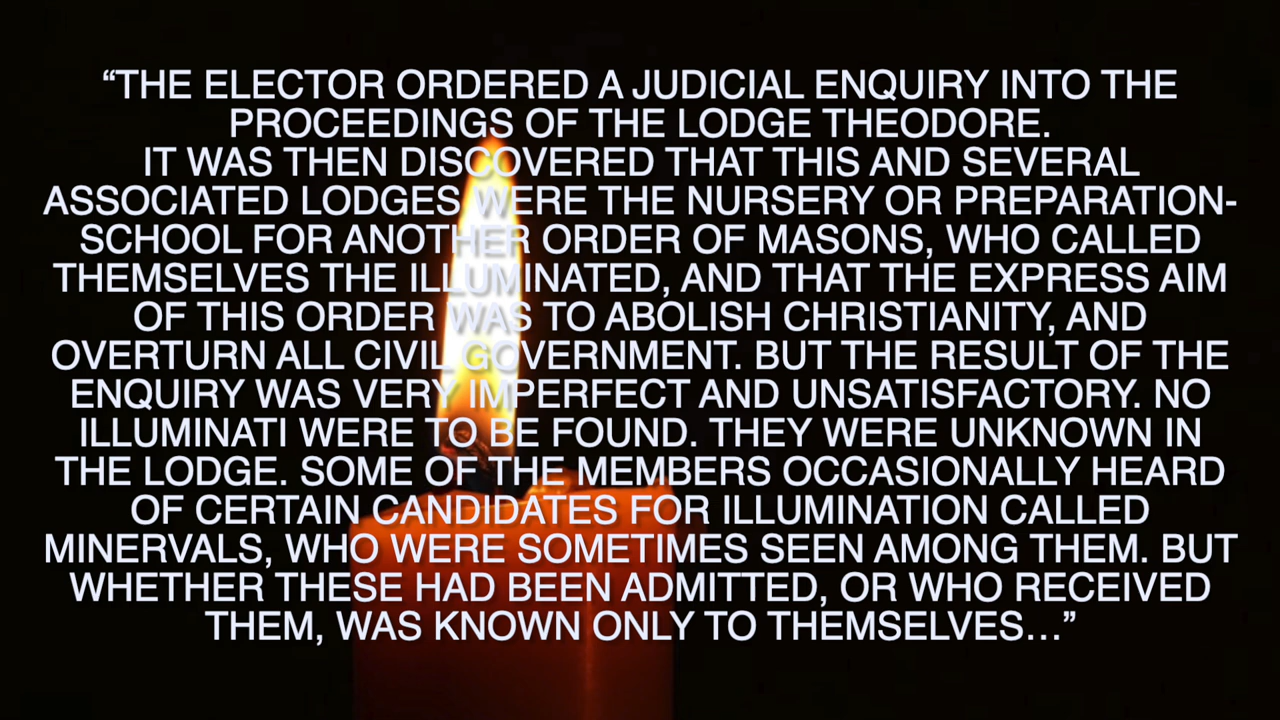 “THE ELECTOR ORDERED A JUDICIAL ENQUIRY INTO THE
PROCEEDINGS OF THE LODGE THEODORE.
IT WAS THEN DISCOVERED THAT THIS AND SEVERAL
ASSOCIATED LODGES WERE THE NURSERY OR PREPARATION-
SCHOOL FOR ANOTHER ORDER OF MASONS, WHO CALLED
THEMSELVES THE ILLUMINATED, AND THAT THE EXPRESS AIM
OF THIS ORDER WAS TO ABOLISH CHRISTIANITY, AND
OVERTURN ALL CIVIL GOVERNMENT. BUT THE RESULT OF THE
ENQUIRY WAS VERY IMPERFECT AND UNSATISFACTORY. NO
ILLUMINATI WERE TO BE FOUND. THEY WERE UNKNOWN IN
THE LODGE. SOME OF THE MEMBERS OCCASIONALLY HEARD
OF CERTAIN CANDIDATES FOR ILLUMINATION CALLED
MINERVALS, WHO WERE SOMETIMES SEEN AMONG THEM. BUT
WHETHER THESE HAD BEEN ADMITTED, OR WHO RECEIVED
THEM, WAS KNOWN ONLY TO THEMSELVES…”